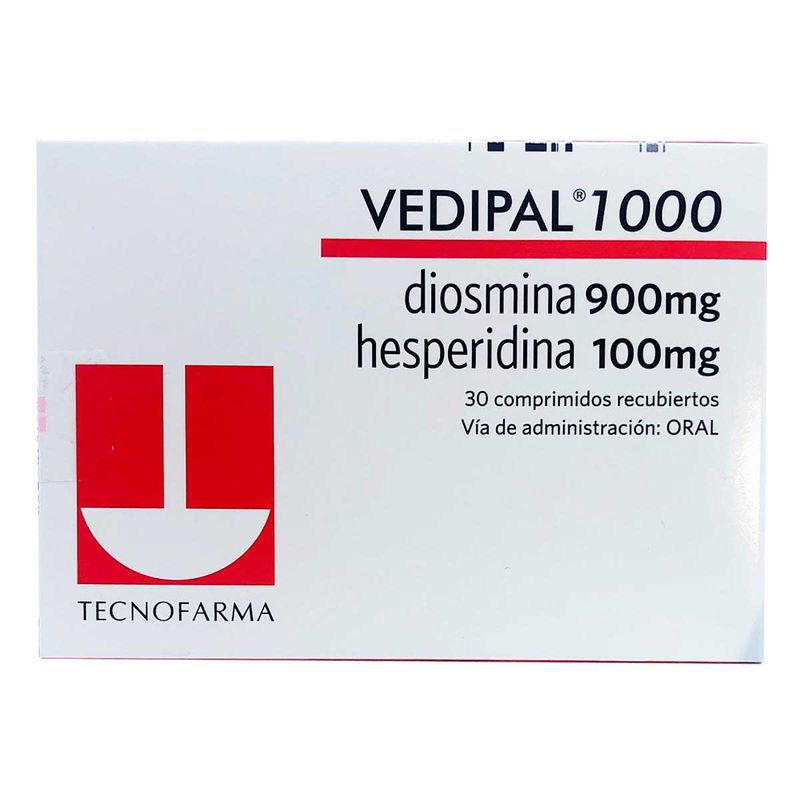 VEDIPAL® 1000
diosmina 900mg
hesperidina 100mg
30 comprimidos recubiertos
Vía de administración: ORAL
TECNOFARMA